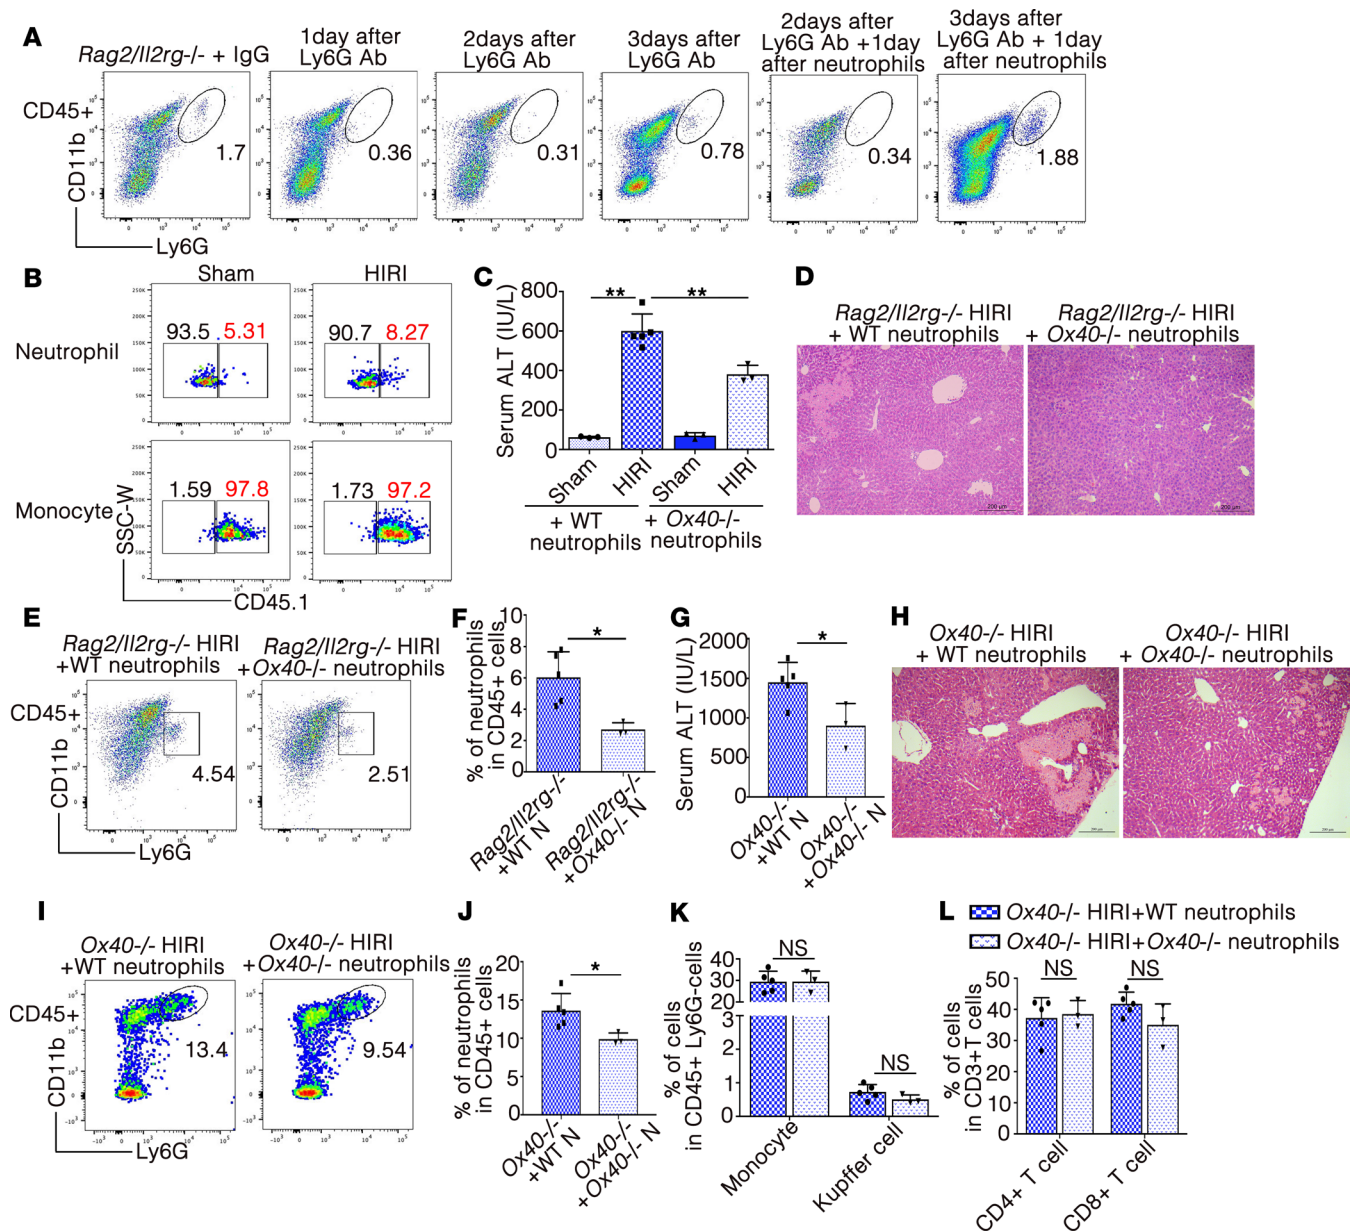 A
Rag2/Il2rg-/- + IgG
1day after
Ly6G Ab
2days after
Ly6G Ab
3days after
Ly6G Ab
2days after
Ly6G Ab +1day
after neutrophils
3days after
Ly6G Ab + 1day
after neutrophils
CD45+
CD11b
Ly6G
1.7
0.36
0.31
0.78
0.34
1.88
B
Sham
HIRI
Neutrophil
93.5 5.31
90.7 8.27
Monocyte
1.59 97.8
1.73 97.2
SSC-W
CD45.1
C
Serum ALT (IU/L)
800
600
400
200
0
**
**
Sham
HIRI
Sham
HIRI
+ WT
neutrophils
+ Ox40-/-
neutrophils
D
Rag2/Il2rg-/- HIRI
+ WT neutrophils
Rag2/Il2rg-/- HIRI
+ Ox40-/- neutrophils
200 μm
200 μm
E
Rag2/Il2rg-/- HIRI
+WT neutrophils
Rag2/Il2rg-/- HIRI
+Ox40-/- neutrophils
CD45+
CD11b
Ly6G
4.54
2.51
F
% of neutrophils
in CD45+ cells
10
8
6
4
2
0
*
Rag2/Il2rg-/-
+WT N
Rag2/Il2rg-/-
+Ox40-/- N
G
Serum ALT (IU/L)
2000
1500
1000
500
0
*
Ox40-/-
+WT N
Ox40-/-
+Ox40-/- N
H
Ox40-/- HIRI
+ WT neutrophils
Ox40-/- HIRI
+ Ox40-/- neutrophils
I
Ox40-/- HIRI
+WT neutrophils
Ox40-/- HIRI
+Ox40-/- neutrophils
CD45+
CD11b
Ly6G
13.4
9.54
J
% of neutrophils
in CD45+ cells
20
15
10
5
0
*
Ox40-/-
+WT N
Ox40-/-
+Ox40-/- N
K
% of cells
in CD45+ Ly6G-cells
40
30
20
10
3
2
1
0
NS
NS
Monocyte
Kupffer cell
L
Ox40-/- HIRI+WT neutrophils
Ox40-/- HIRI+Ox40-/- neutrophils
% of cells
in CD3+T cells
50
40
30
20
10
0
NS
NS
CD4+ T cell
CD8+ T cell